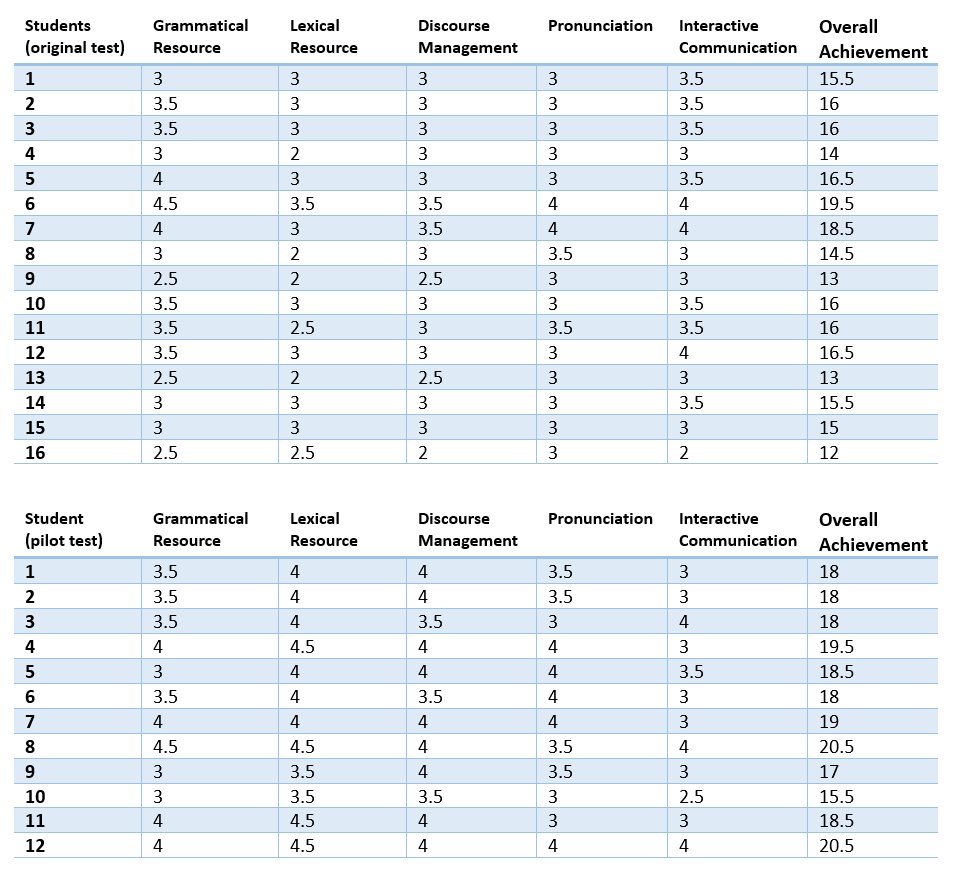 Students Grammatical Lexical Discourse Pronunciation Interactive Overall
(original test) Resource Resource Management Communication Achievement
1 3 3 3 3 3.5 15.5
2 3.5 3 3 3 3.5 16
3 3.5 3 3 3 3.5 16
4 3 2 3 3 3 14
5 4 3 3 3 3.5 16.5
6 4.5 3.5 3.5 4 4 19.5
7 4 3 3.5 4 4 18.5
8 3 2 3 3.5 3 14.5
9 2.5 2 2.5 3 3 13
10 3.5 3 3 3 3.5 16
11 3.5 2.5 3 3.5 3.5 16
12 3.5 3 3 3 4 16.5
13 2.5 2 2.5 3 3 13
14 3 3 3 3 3.5 15.5
15 3 3 3 3 3 15
16 2.5 2.5 2 3 2 12
Student Grammatical Lexical Discourse Pronunciation Interactive Overall
(pilot test) Resource Resource Management Communication Achievement
1 3.5 4 4 3.5 3 18
2 3.5 4 4 3.5 3 18
3 3.5 4 3.5 3 4 18
4 4 4.5 4 4 3 19.5
5 3 4 4 4 3.5 18.5
6 3.5 4 3.5 4 3 18
7 4 4 4 4 3 19
8 4.5 4.5 4 3.5 4 20.5
9 3 3.5 4 3.5 3 17
10 3 3.5 3.5 3 2.5 15.5
11 4 4.5 4 3 3 18.5
12 4 4.5 4 4 4 20.5